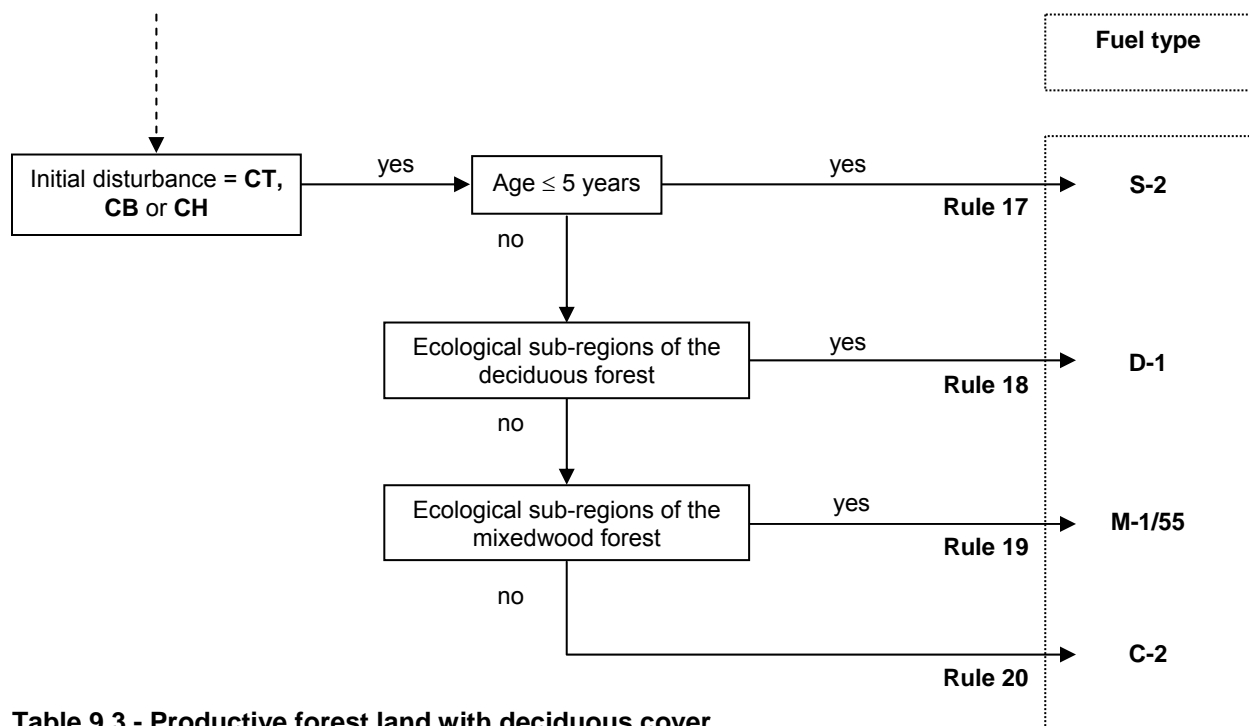 Fuel type
Initial disturbance = CT,
CB or CH
yes
Age ≤ 5 years
yes
Rule 17
S-2
no
Ecological sub-regions of the
deciduous forest
yes
Rule 18
D-1
no
Ecological sub-regions of the
mixedwood forest
yes
Rule 19
M-1/55
no
Rule 20
C-2
Table 9.3 - Productive forest land with deciduous cover